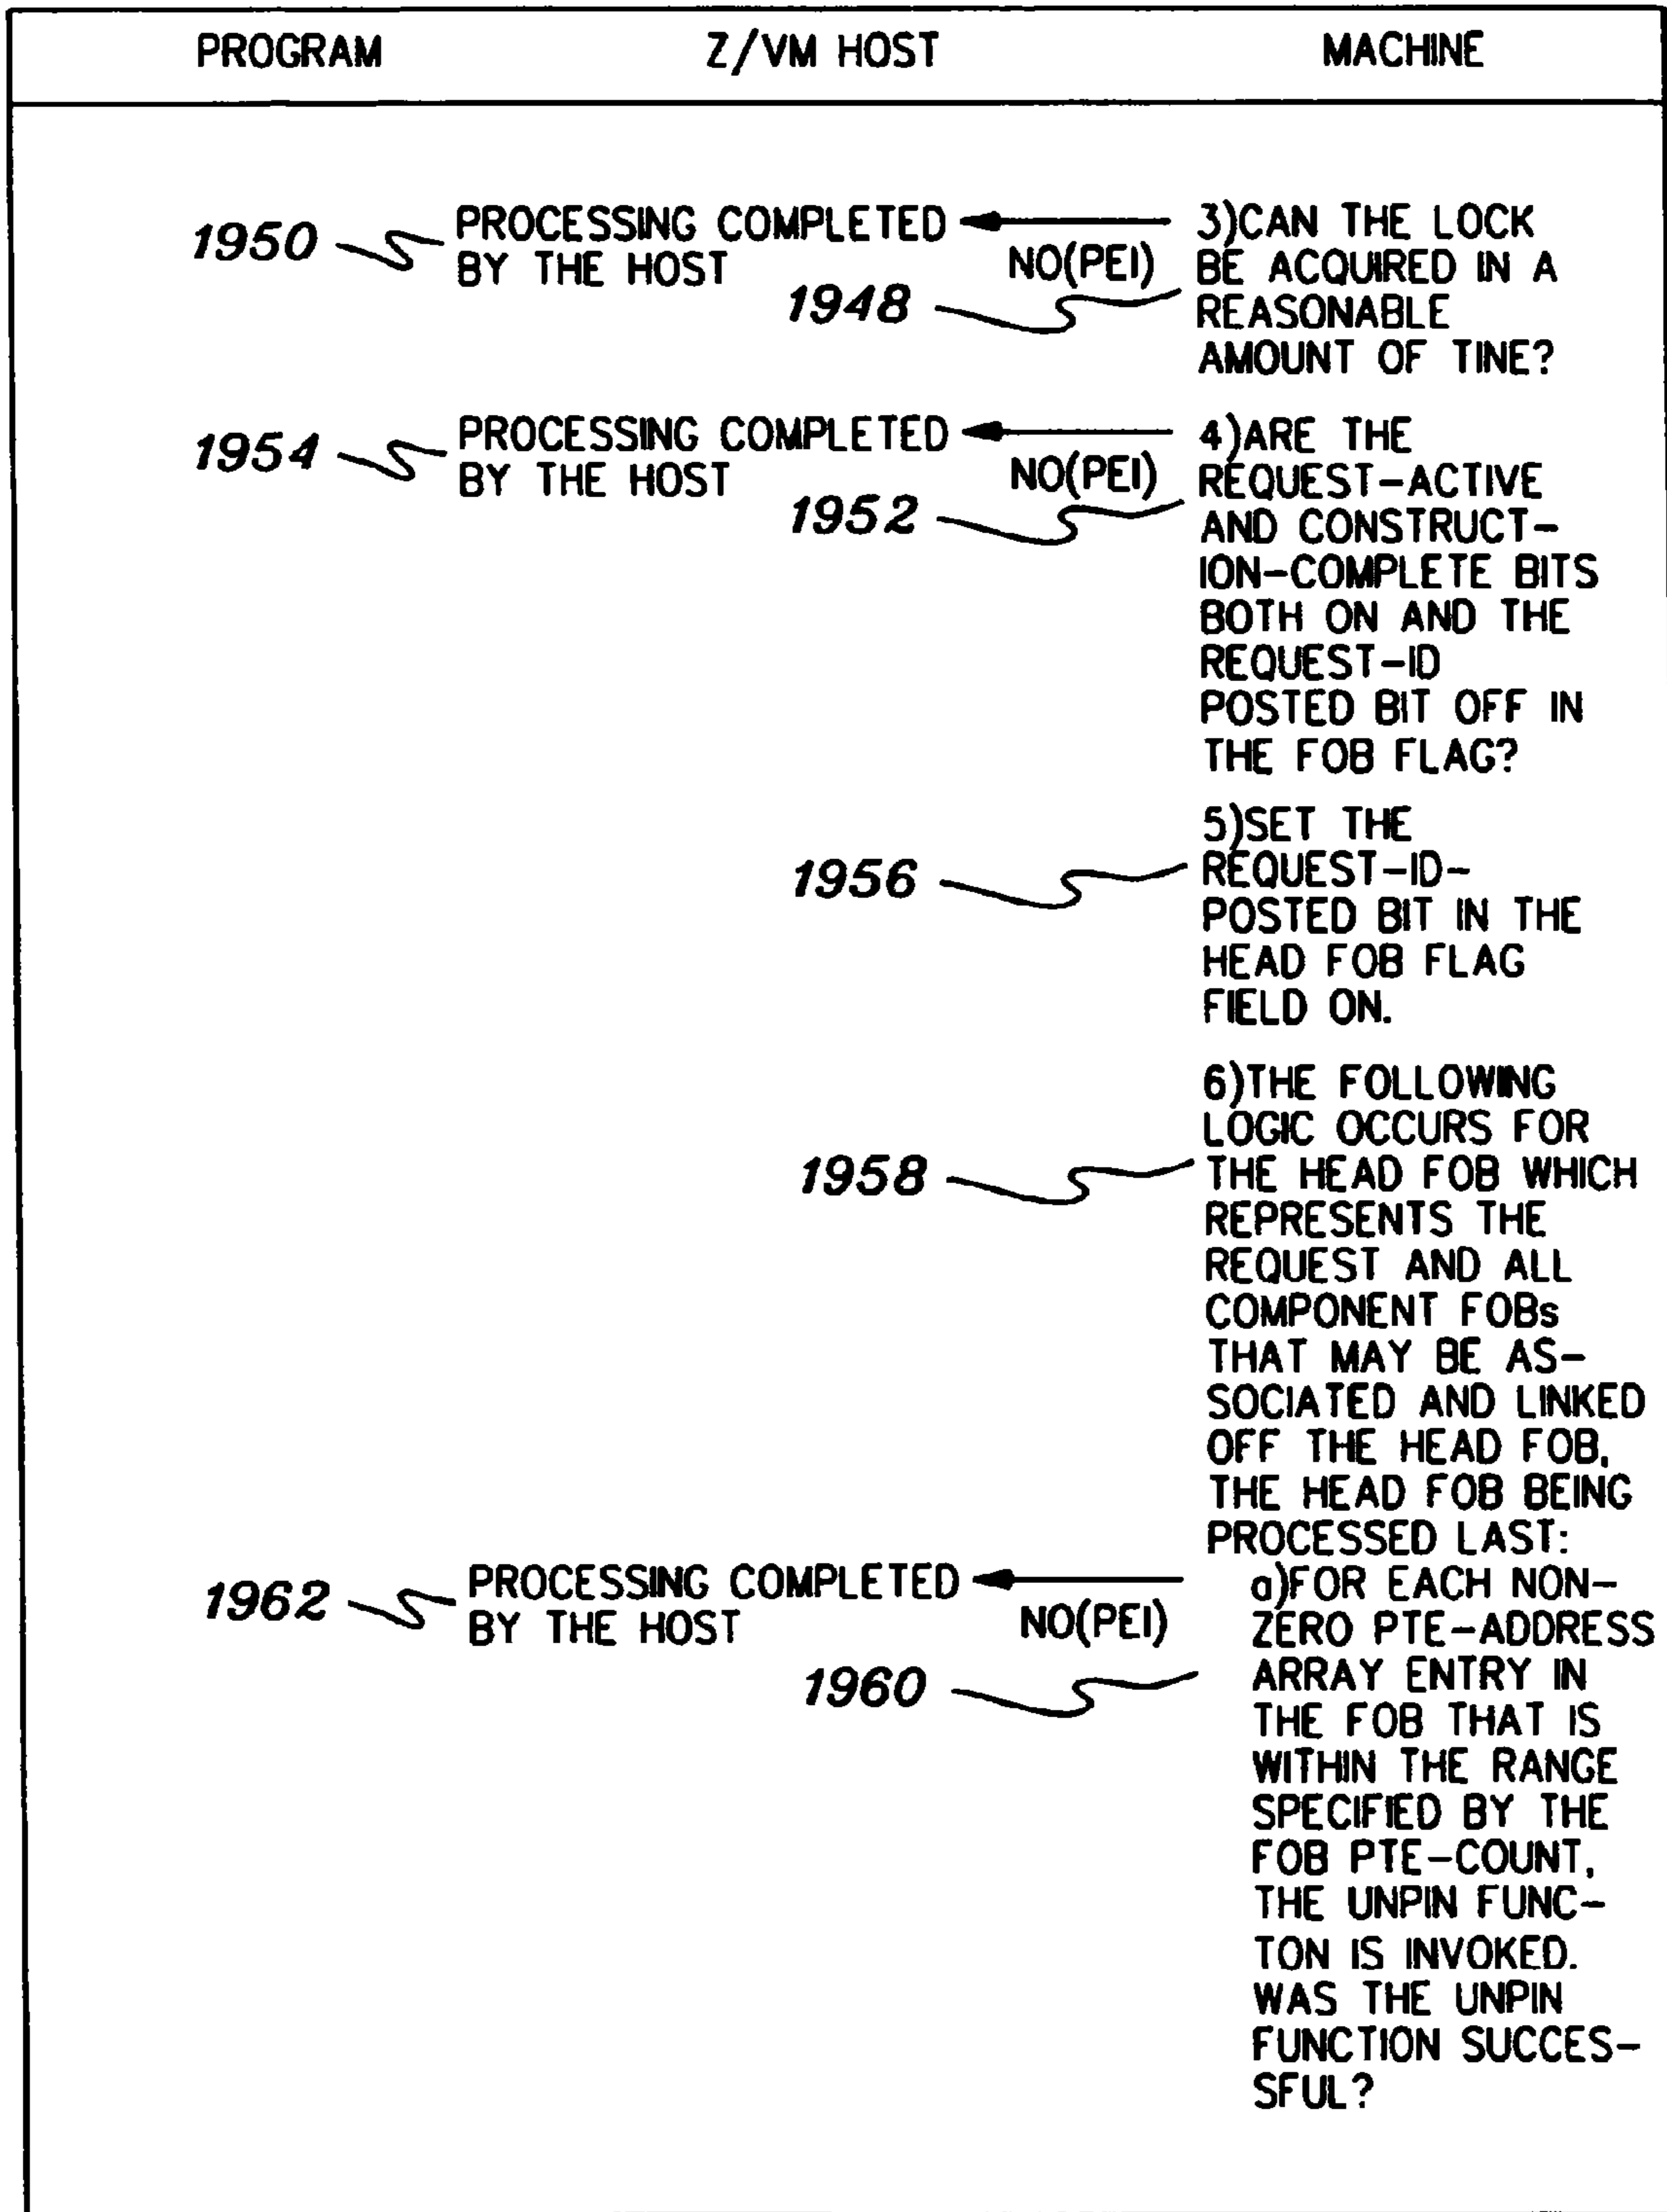 PROGRAM Z/VM HOST MACHINE
1950 PROCESSING COMPLETED
BY THE HOST
NO(PEI)
1948
3)CAN THE LOCK
BE ACQUIRED IN A
REASONABLE
AMOUNT OF TINE?
1954 PROCESSING COMPLETED
BY THE HOST
NO(PEI)
1952
4)ARE THE
REQUEST-ACTIVE
AND CONSTRUCT-
ION-COMPLETE BITS
BOTH ON AND THE
REQUEST-ID
POSTED BIT OFF IN
THE FOB FLAG?
1956
5)SET THE
REQUEST-ID-
POSTED BIT IN THE
HEAD FOB FLAG
FIELD ON.
1958
6)THE FOLLOWING
LOGIC OCCURS FOR
THE HEAD FOB WHICH
REPRESENTS THE
REQUEST AND ALL
COMPONENT FOBs
THAT MAY BE AS-
SOCIATED AND LINKED
OFF THE HEAD FOB,
THE HEAD FOB BEING
PROCESSED LAST:
1962 PROCESSING COMPLETED
BY THE HOST
NO(PEI)
1960
a)FOR EACH NON-
ZERO PTE-ADDRESS
ARRAY ENTRY IN
THE FOB THAT IS
WITHIN THE RANGE
SPECIFIED BY THE
FOB PTE-COUNT,
THE UNPIN FUNC-
TON IS INVOKED.
WAS THE UNPIN
FUNCTION SUCCES-
SFUL?